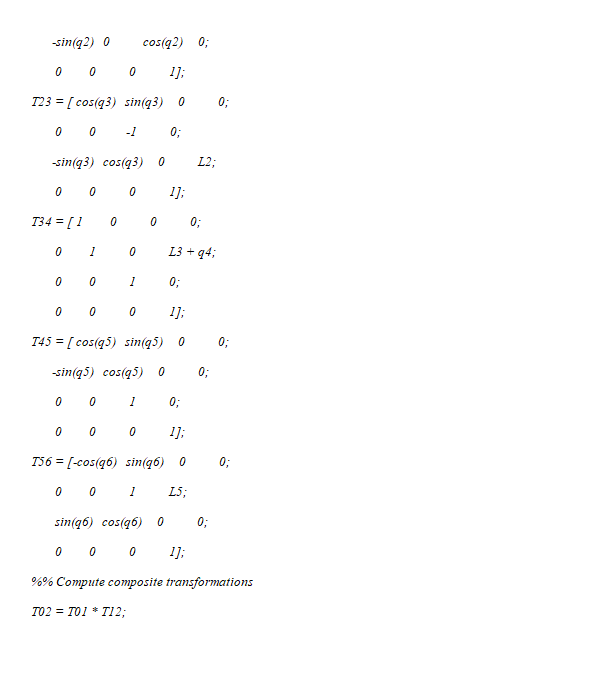 -sin(q2) 0 cos(q2) 0;
0 0 0 1];
T23 = [ cos(q3) sin(q3) 0 0;
0 0 -1 0;
-sin(q3) cos(q3) 0 L2;
0 0 0 1];
T34 = [ 1 0 0 0;
0 1 0 L3 + q4;
0 0 1 0;
0 0 0 1];
T45 = [ cos(q5) sin(q5) 0 0;
-sin(q5) cos(q5) 0 0;
0 0 1 0;
0 0 0 1];
T56 = [-cos(q6) sin(q6) 0 0;
0 0 1 L5;
sin(q6) cos(q6) 0 0;
0 0 0 1];
%% Compute composite transformations
T02 = T01 * T12;